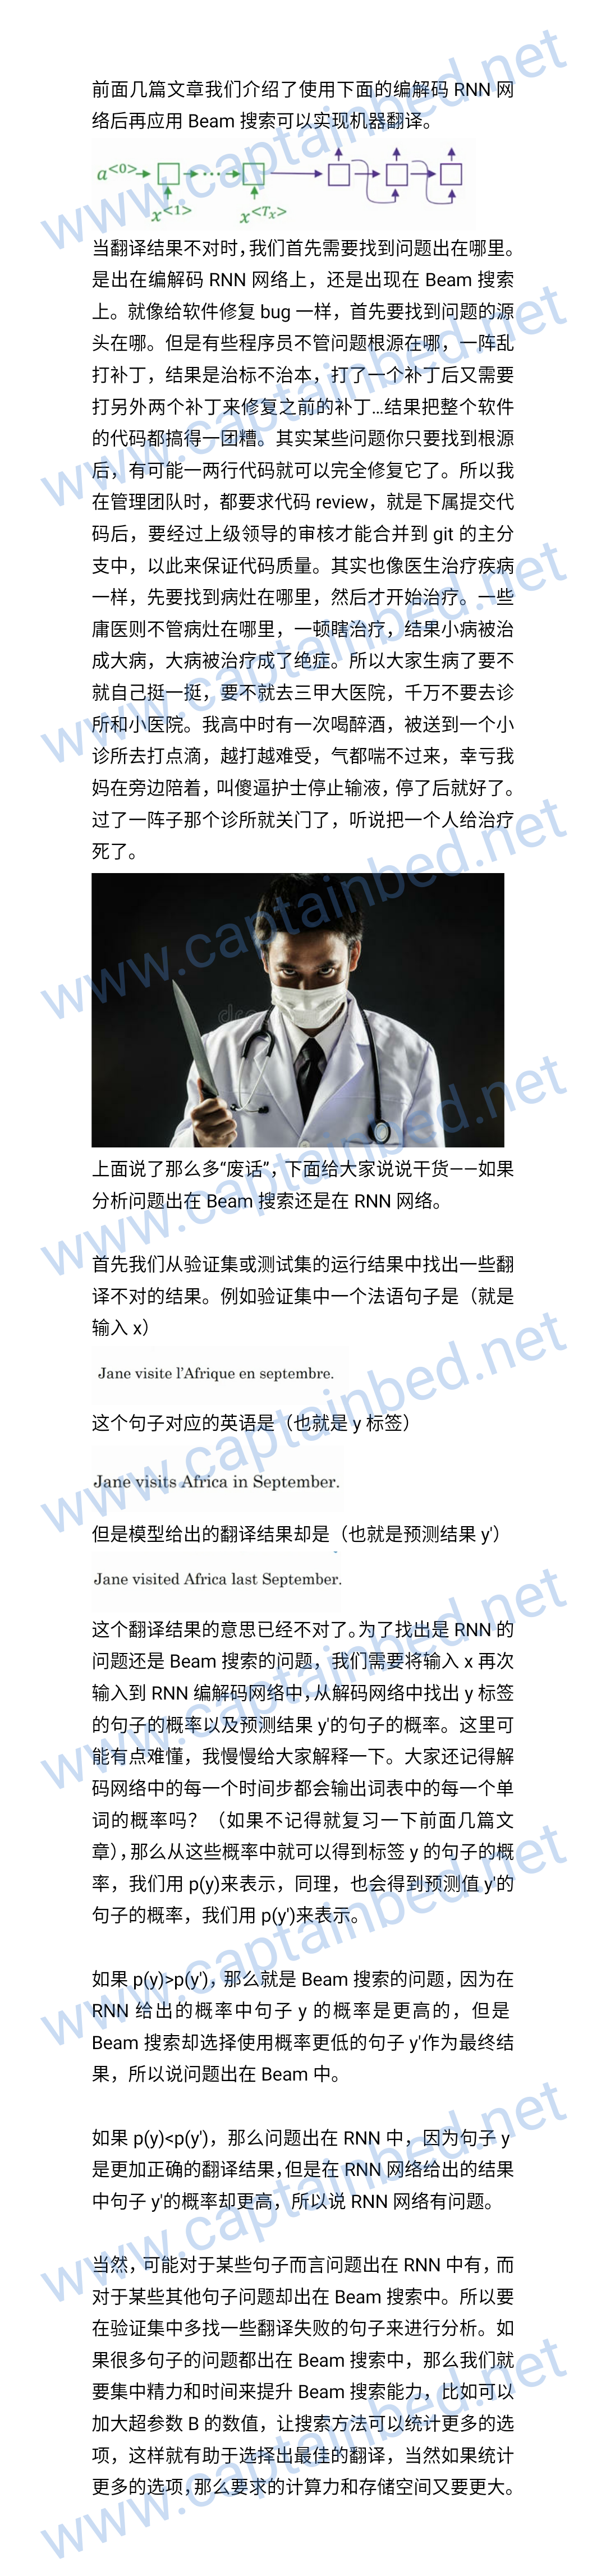 前面几篇文章我们介绍了使用下面的编解码 RNN 网
络后再应用 Beam 搜索可以实现机器翻译。
a<0> x<1> x<Tx>
当翻译结果不对时，我们首先需要找到问题出在哪里。
是出在编解码 RNN 网络上，还是出现在 Beam 搜索
上。就像给软件修复 bug 一样，首先要找到问题的源
头在哪。但是有些程序员不管问题根源在哪，一阵乱
打补丁，结果是治标不治本，打了一个补丁后又需要
打另外两个补丁来修复之前的补丁...结果把整个软件
的代码都搞得一团糟。其实某些问题你只要找到根源
后，有可能一两行代码就可以完全修复它了。所以我
在管理团队时，都要求代码 review，就是下属提交代
码后，要经过上级领导的审核才能合并到 git 的主分
支中，以此来保证代码质量。其实也像医生治疗疾病
一样，先要找到病灶在哪里，然后才开始治疗。一些
庸医则不管病灶在哪里，一顿瞎治疗，结果小病被治
成大病，大病被治疗成了绝症。所以大家生病了要不
就自己挺一挺，要不就去三甲大医院，千万不要去诊
所和小医院。我高中时有一次喝醉酒，被送到一个小
诊所去打点滴，越打越难受，气都喘不过来，幸亏我
妈在旁边陪着，叫傻逼护士停止输液，停了后就好了。
过了一阵子那个诊所就关门了，听说把一个人给治疗
死了。
上面说了那么多“废话”，下面给大家说说干货——如果
分析问题出在 Beam 搜索还是在 RNN 网络。
首先我们从验证集或测试集的运行结果中找出一些翻
译不对的结果。例如验证集中一个法语句子是（就是
输入 x）
Jane visite l’Afrique en septembre.
这个句子对应的英语是（也就是 y 标签）
Jane visits Africa in September.
但是模型给出的翻译结果却是（也就是预测结果 y'）
Jane visited Africa last September.
这个翻译结果的意思已经不对了。为了找出是 RNN 的
问题还是 Beam 搜索的问题，我们需要将输入 x 再次
输入到 RNN 编解码网络中，从解码网络中找出 y 标签
的句子的概率以及预测结果 y'的句子的概率。这里可
能有点难懂，我慢慢给大家解释一下。大家还记得解
码网络中的每一个时间步都会输出词表中的每一个单
词的概率吗？（如果不记得就复习一下前面几篇文
章），那么从这些概率中就可以得到标签 y 的句子的概
率，我们用 p(y)来表示，同理，也会得到预测值 y'的
句子的概率，我们用 p(y')来表示。
如果 p(y)>p(y')，那么就是 Beam 搜索的问题，因为在
RNN 给出的概率中句子 y 的概率是更高的，但是
Beam 搜索却选择使用概率更低的句子 y'作为最终结
果，所以说问题出在 Beam 中。
如果 p(y)<p(y')，那么问题出在 RNN 中，因为句子 y
是更加正确的翻译结果，但是在 RNN 网络给出的结果
中句子 y'的概率却更高，所以说 RNN 网络有问题。
当然，可能对于某些句子而言问题出在 RNN 中有，而
对于某些其他句子问题却出在 Beam 搜索中。所以要
在验证集中多找一些翻译失败的句子来进行分析。如
果很多句子的问题都出在 Beam 搜索中，那么我们就
要集中精力和时间来提升 Beam 搜索能力，比如可以
加大超参数 B 的数值，让搜索方法可以统计更多的选
项，这样就有助于选择出最佳的翻译，当然如果统计
更多的选项，那么要求的计算力和存储空间又要更大。
www.captainbed.net
www.captainbed.net
www.captainbed.net
www.captainbed.net
www.captainbed.net
www.captainbed.net
www.captainbed.net
www.captainbed.net
www.captainbed.net
www.captainbed.net